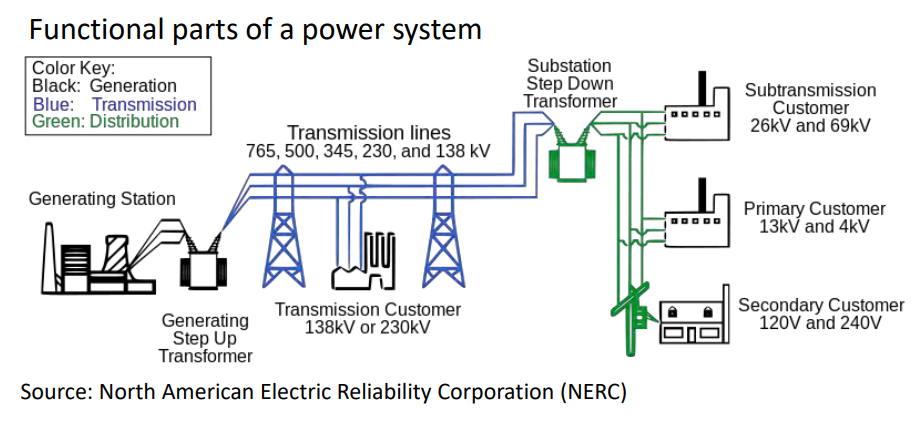 Functional parts of a power system
Color Key:
Black: Generation
Blue: Transmission
Green: Distribution
Substation
Step Down
Transformer
Subtransmission
Customer
26kV and 69kV
Transmission lines
765, 500, 345, 230, and 138 kV
Generating Station
Primary Customer
13kV and 4kV
Transmission Customer
138kV or 230kV
Secondary Customer
120V and 240V
Generating
Step Up
Transformer
Source: North American Electric Reliability Corporation (NERC)